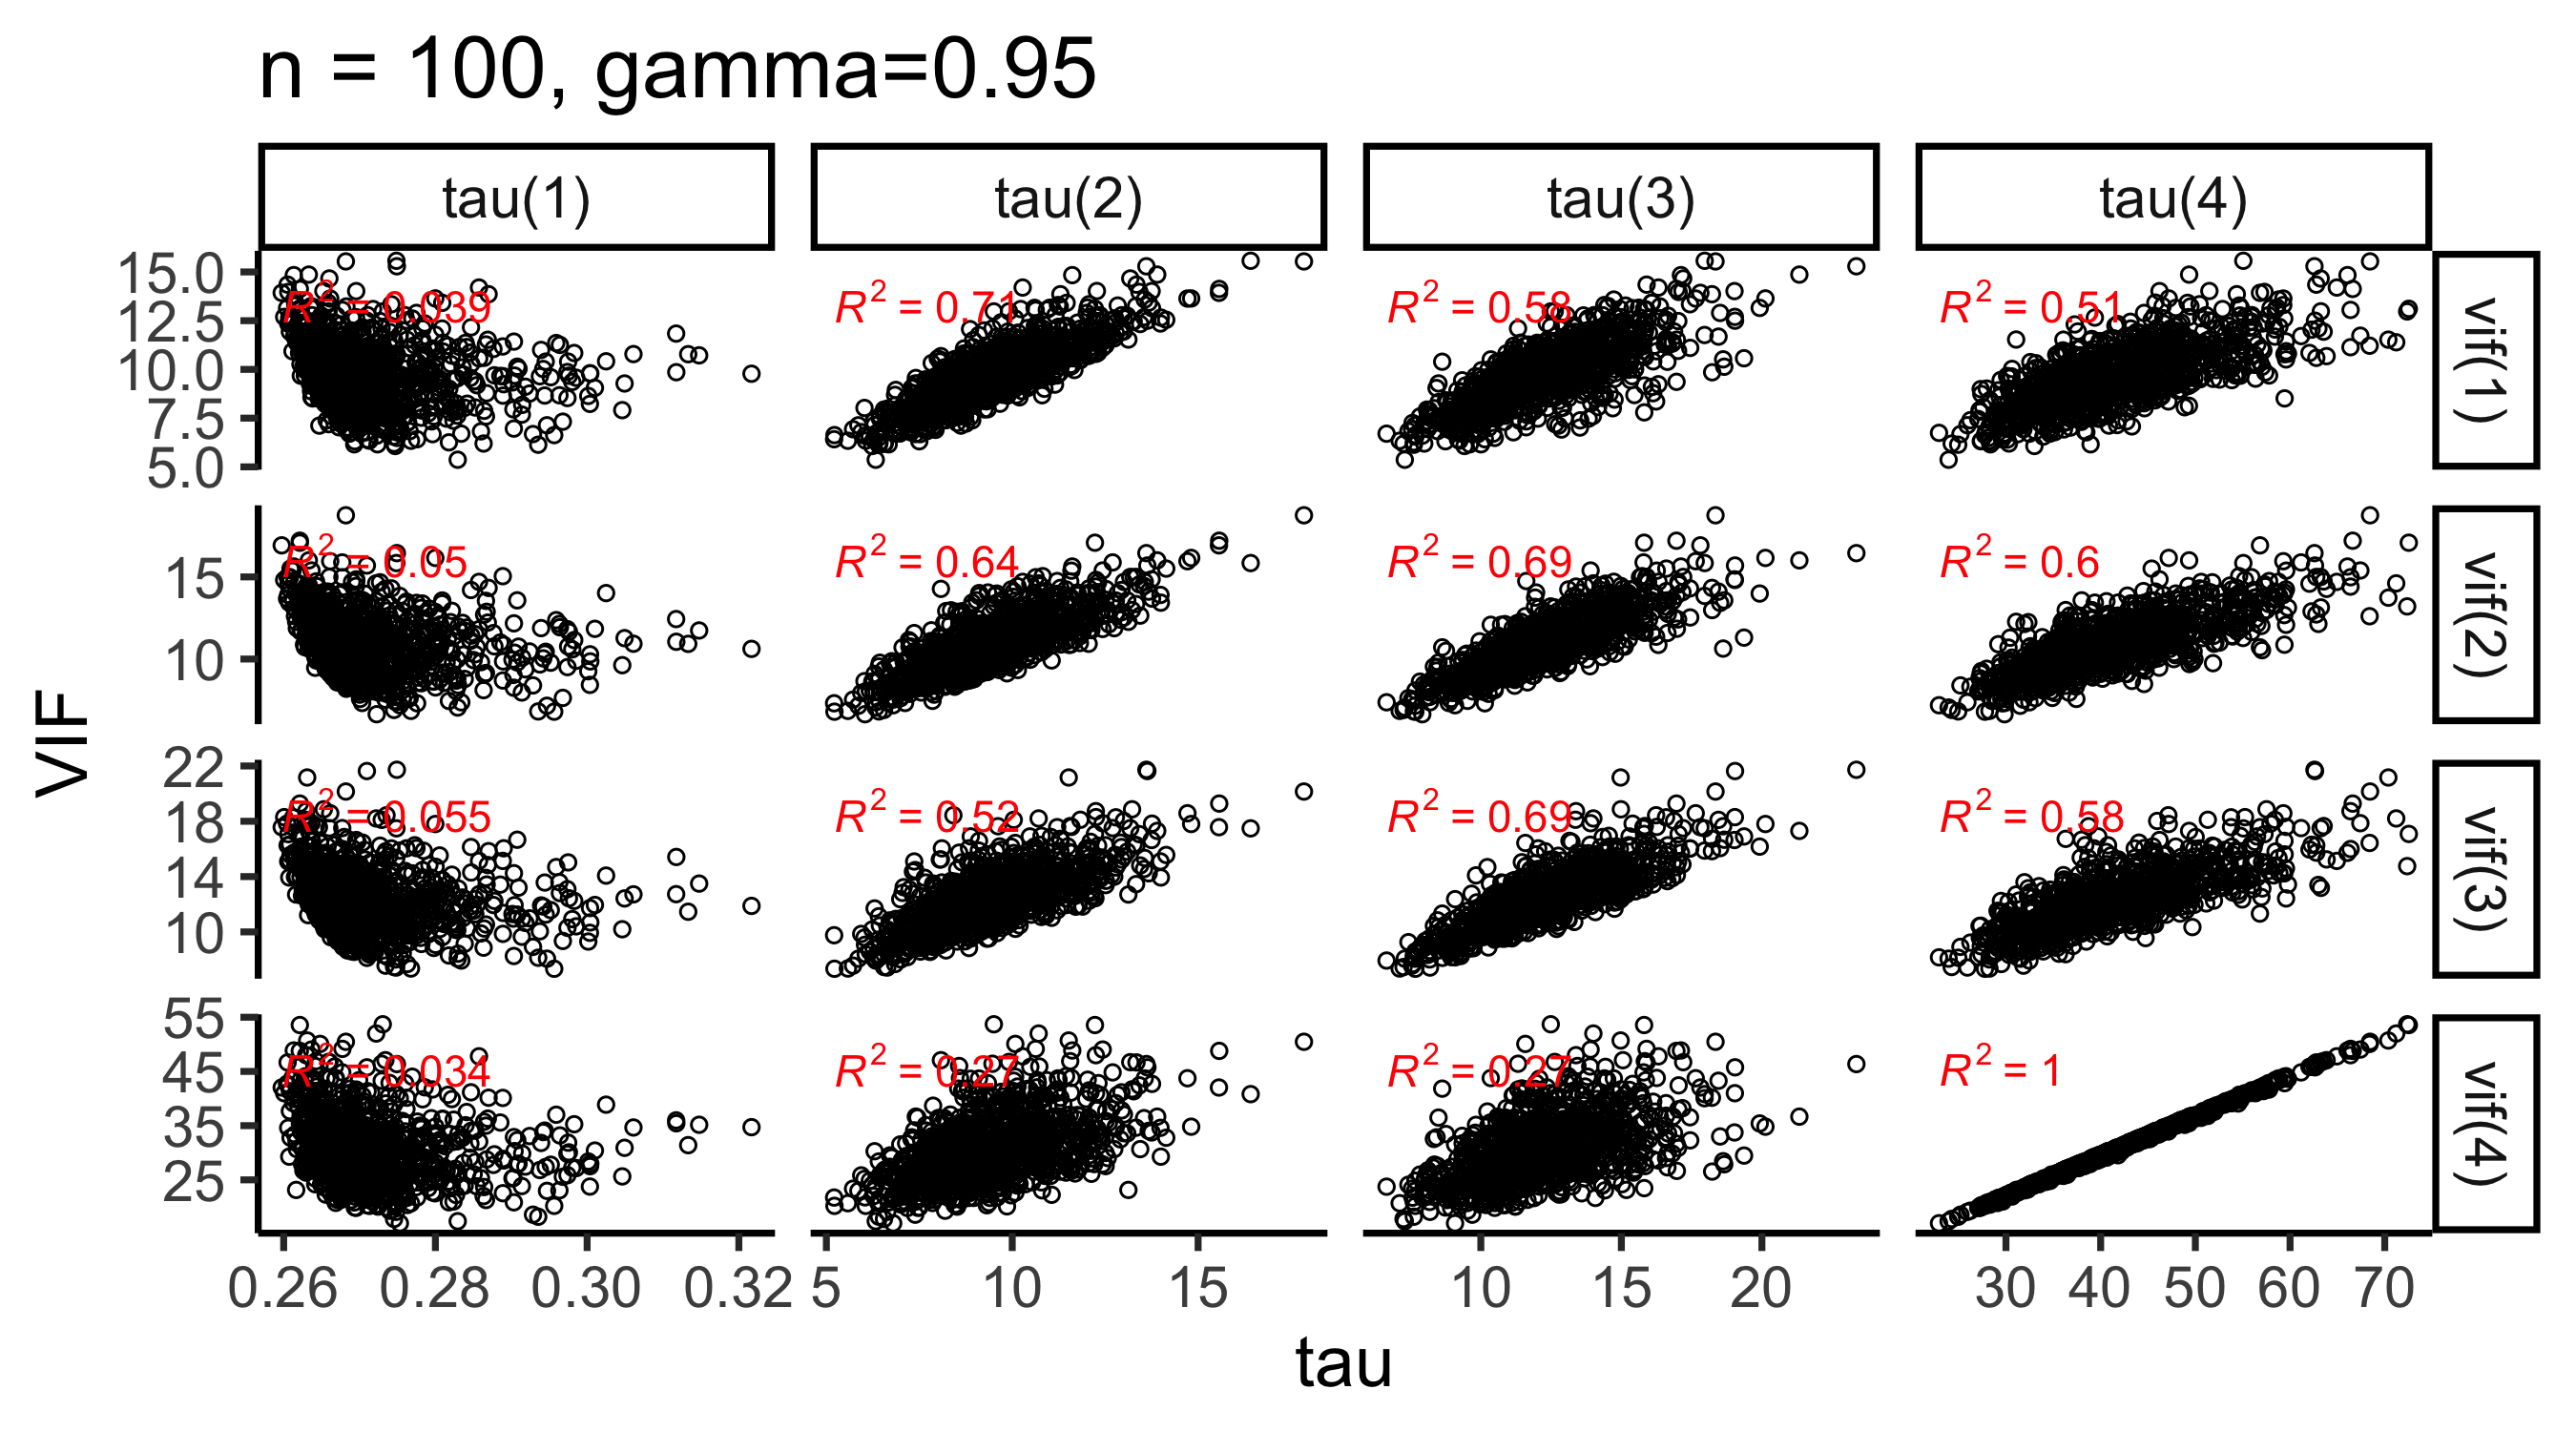 n = 100, gamma=0.95
tau(1) tau(2) tau(3) tau(4)
15.0
12.5
10.0
7.5
5.0
R² = 0.039 R² = 0.71 R² = 0.58 R² = 0.51
vif(1)
15
10
R² = 0.05 R² = 0.64 R² = 0.69 R² = 0.6
vif(2)
VIF
22
18
14
10
R² = 0.055 R² = 0.52 R² = 0.69 R² = 0.58
vif(3)
55
45
35
25
R² = 0.034 R² = 0.27 R² = 0.27 R² = 1
vif(4)
0.26 0.28 0.30 0.32 5 10 15 10 15 20 30 40 50 60 70
tau